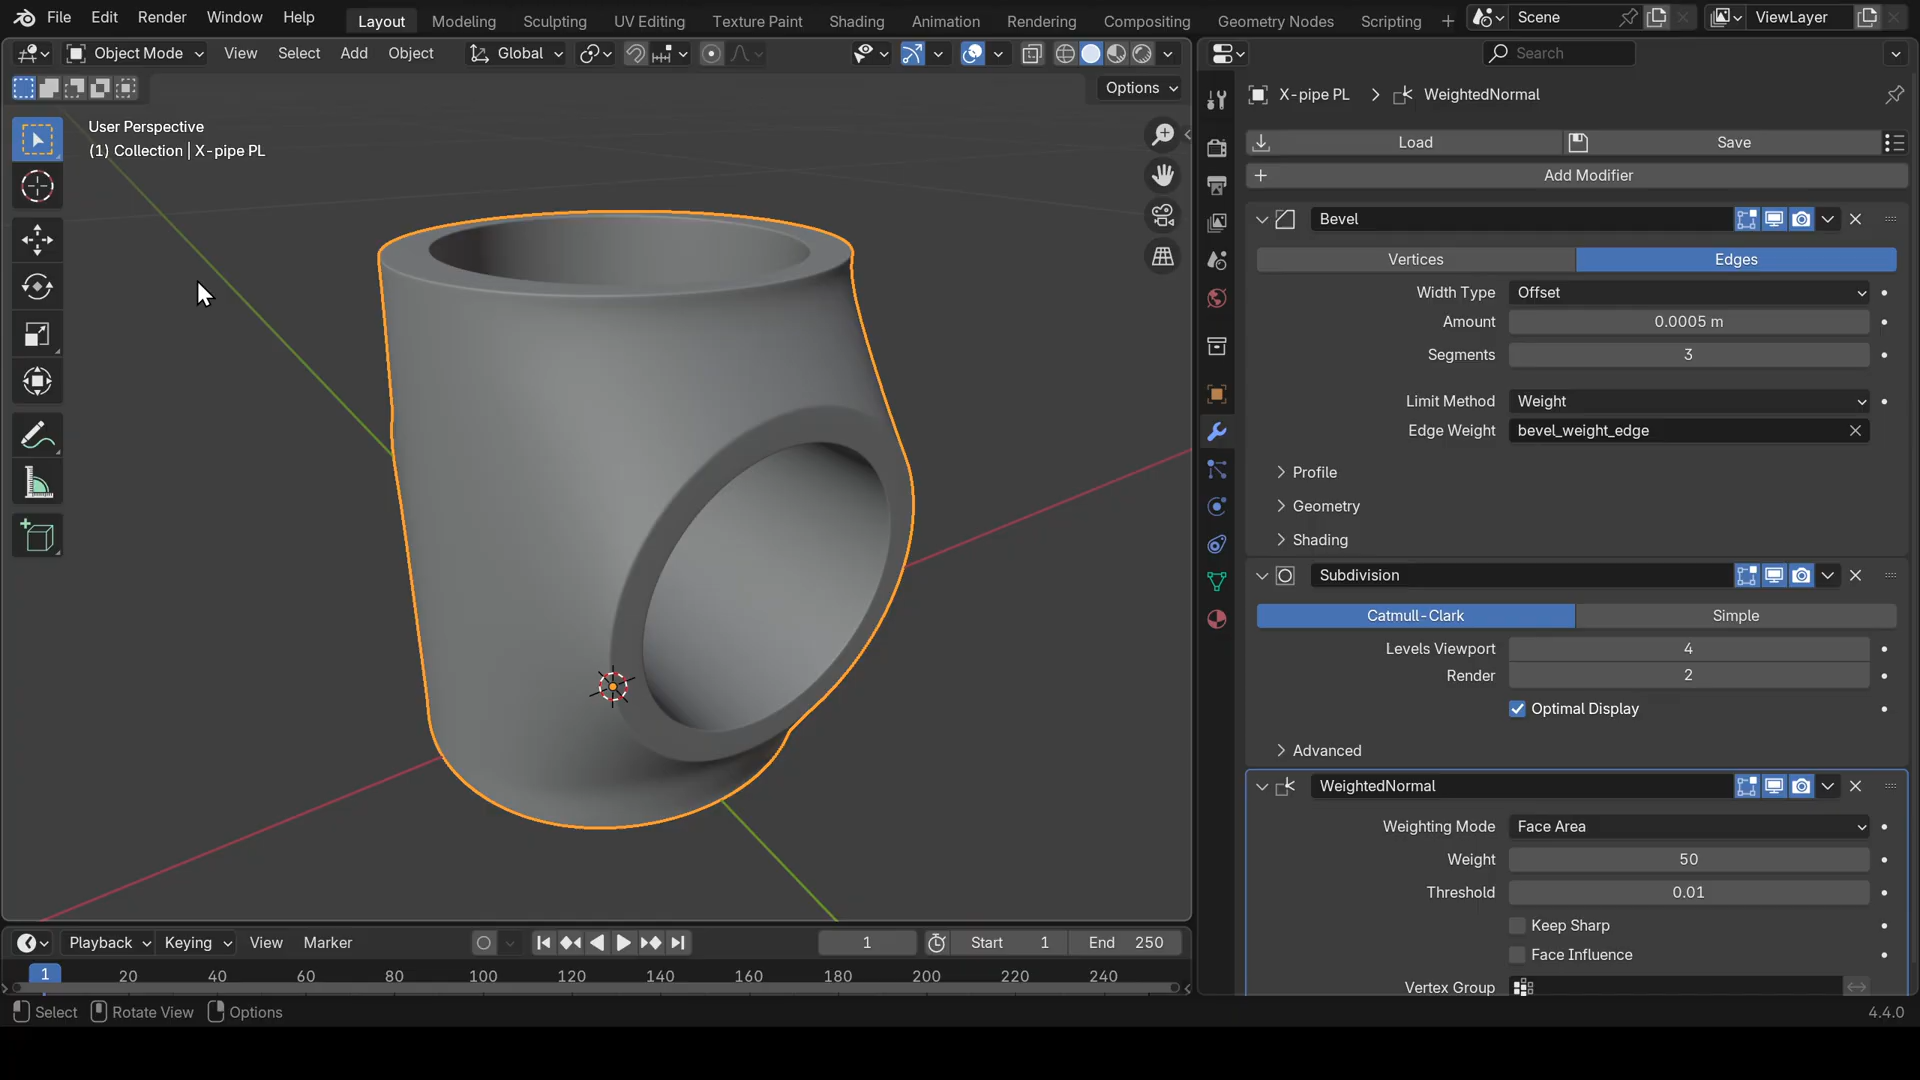 File Edit Render Window Help Layout Modeling Sculpting UV Editing Texture Paint Shading Animation Rendering Compositing Geometry Nodes Scripting + Scene ViewLayer
Object Mode View Select Add Object Global Search
Options
User Perspective
(1) Collection | X-pipe PL
X-pipe PL > WeightedNormal
Load Save
+ Add Modifier
Bevel
Vertices Edges
Width Type Offset
Amount 0.0005 m
Segments 3
Limit Method Weight
Edge Weight bevel_weight_edge
Profile
Geometry
Shading
Subdivision
Catmull-Clark Simple
Levels Viewport 4
Render 2
Optimal Display
Advanced
WeightedNormal
Weighting Mode Face Area
Weight 50
Threshold 0.01
Keep Sharp
Face Influence
Vertex Group
Playback Keying View Marker 1 Start 1 End 250
1 20 40 60 80 100 120 140 160 180 200 220 240
Select Rotate View Options 4.4.0